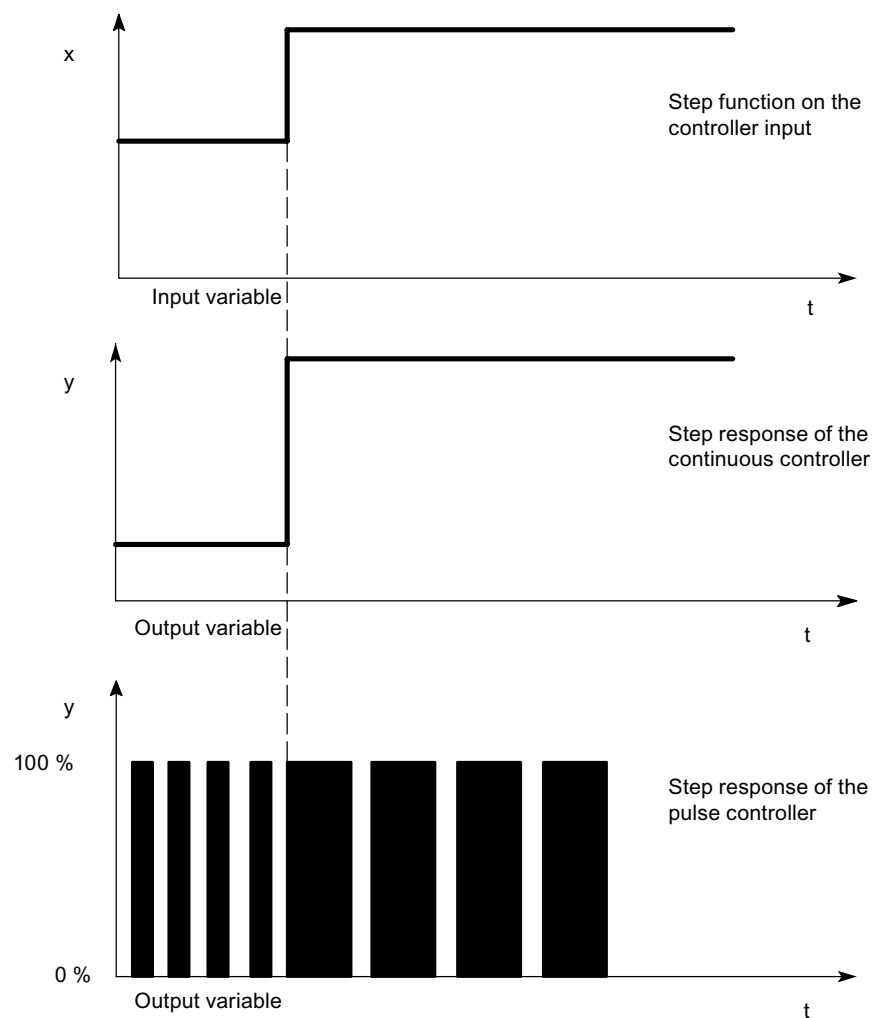 x
Step function on the
controller input
Input variable
t
y
Step response of the
continuous controller
Output variable
t
y
100 %
Step response of the
pulse controller
0 %
Output variable
t